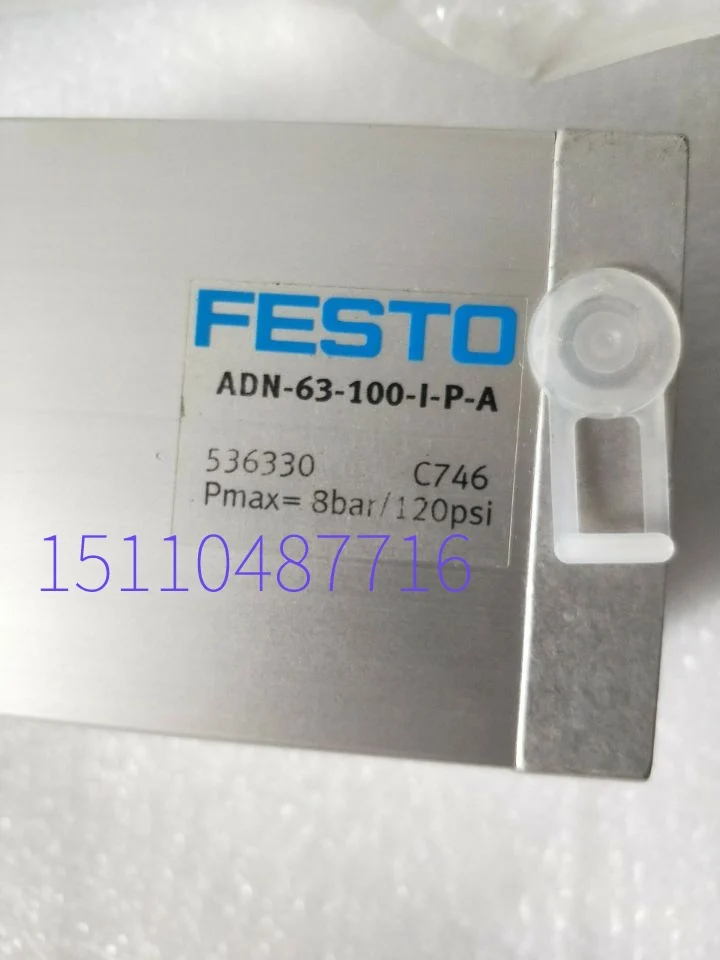 FESTO
ADN-63-100-I-P-A
536330 C746
Pmax= 8bar/120psi
15110487716